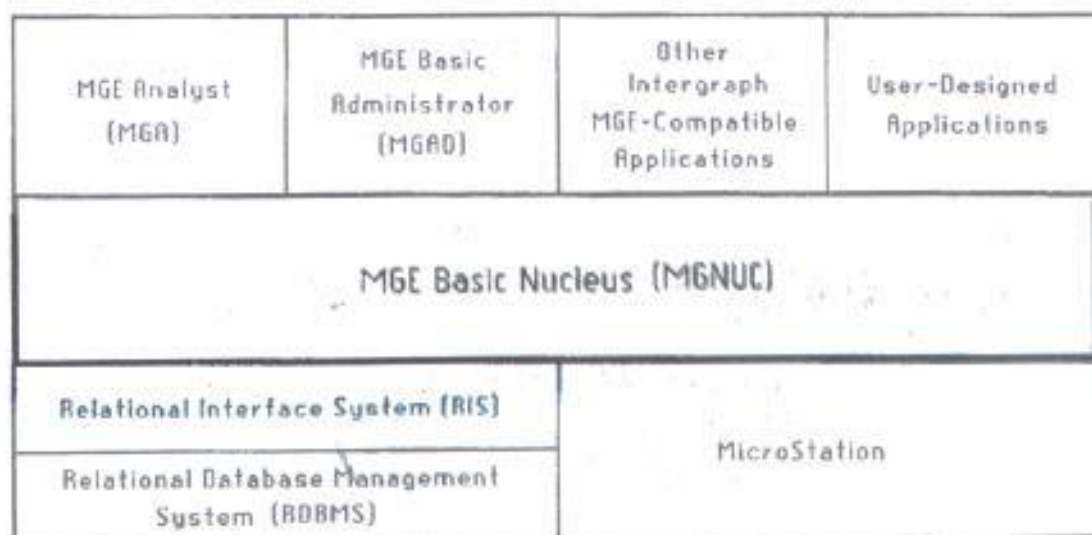 MGE Analyst
(MGA)
MGE Basic
Administrator
(MGAD)
Other
Intergraph
MGE-Compatible
Applications
User-Designed
Applications
MGE Basic Nucleus (MGNUC)
Relational Interface System (RIS)
Relational Database Management
System (RDBMS)
MicroStation